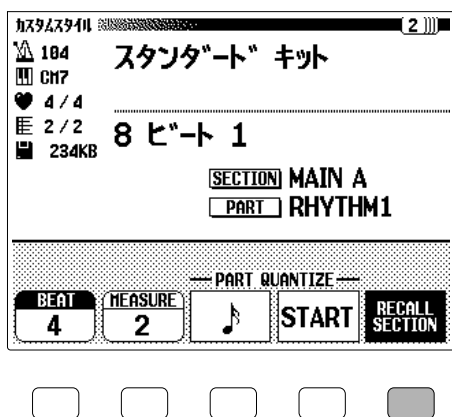 カスタムスタイル 2
104
CM7
4/4
2/2
234KB
スタンダード キット
8 ビート 1
SECTION MAIN A
PART RHYTHM1
PART QUANTIZE
BEAT 4
MEASURE 2
START
RECALL SECTION